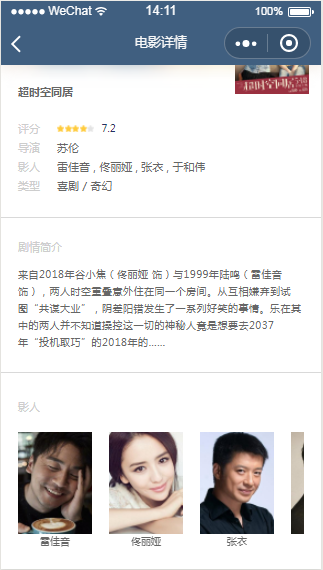 WeChat 14:11 100%
电影详情
超时空同居
超时空同居
评分 7.2
导演 苏伦
影人 雷佳音 , 佟丽娅 , 张衣 , 于和伟
类型 喜剧 / 奇幻
剧情简介
来自2018年谷小焦（佟丽娅 饰）与1999年陆鸣（雷佳音
饰），两人时空重叠意外住在同一个房间。从互相嫌弃到试
图“共谋大业”，阴差阳错发生了一系列好笑的事情。乐在其
中的两人并不知道操控这一切的神秘人竟是想要去2037
年“投机取巧”的2018年的......
影人
雷佳音 佟丽娅 张衣